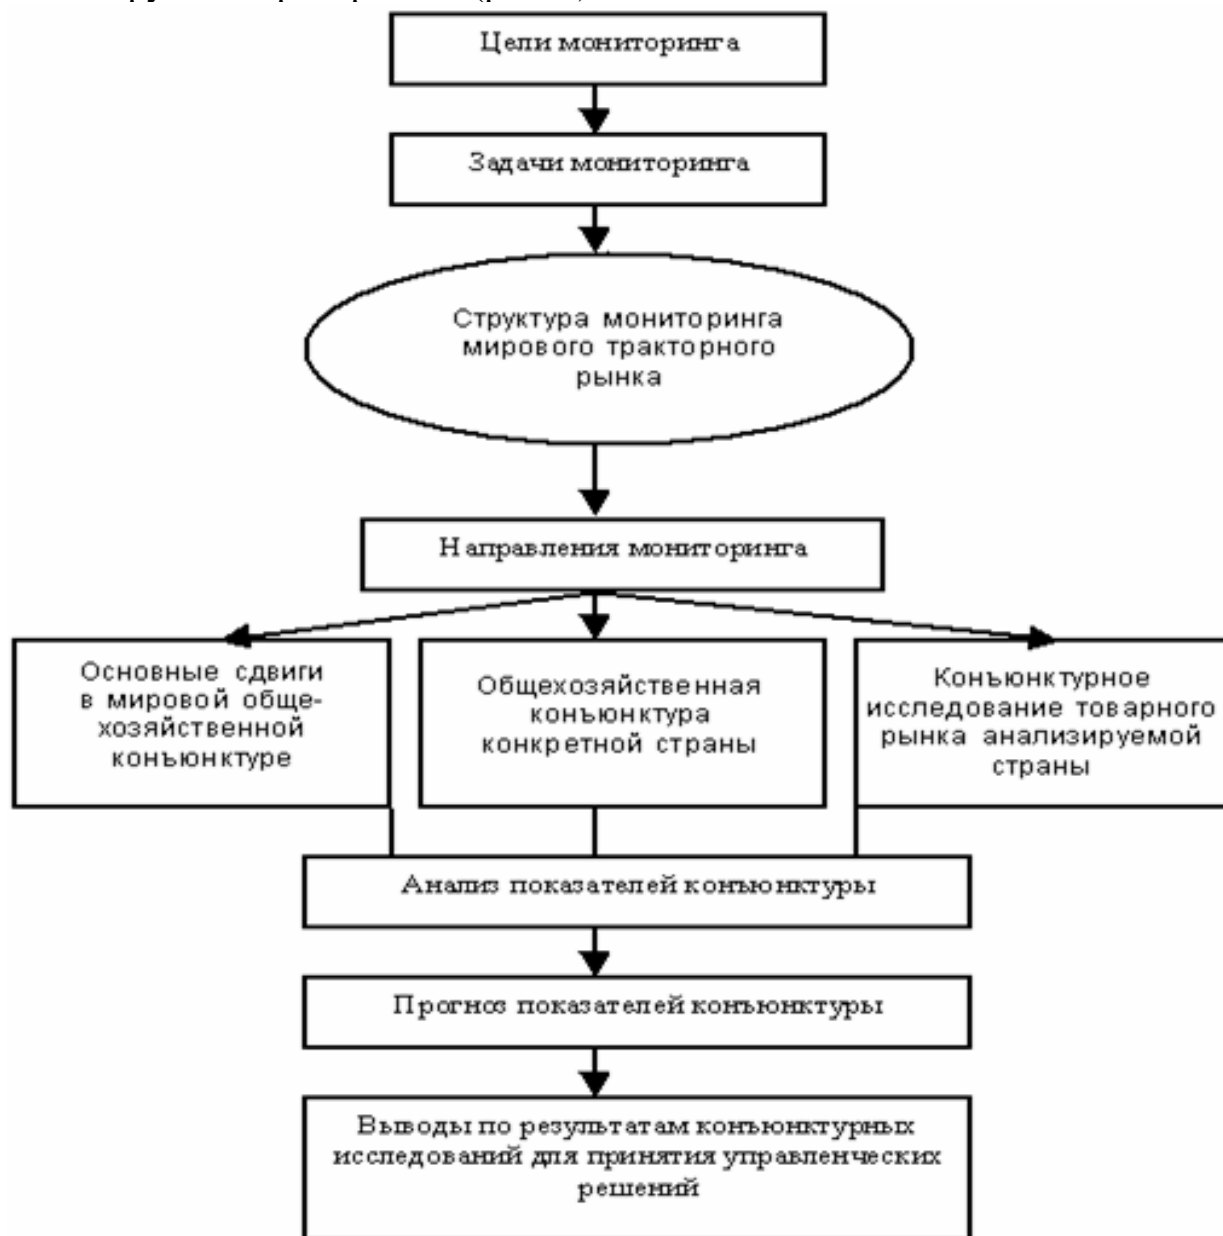 Цели мониторинга
Задачи мониторинга
Структура мониторинга
мирового тракторного
рынка
Направления мониторинга
Основные сдвиги
в мировой обще-
хозяйственной
конъюнктуре
Общехозяйственная
конъюнктура
конкретной страны
Конъюнктурное
исследование товарного
рынка анализируемой
страны
Анализ показателей конъюнктуры
Прогноз показателей конъюнктуры
Выводы по результатам конъюнктурных
исследований для принятия управленческих
решений